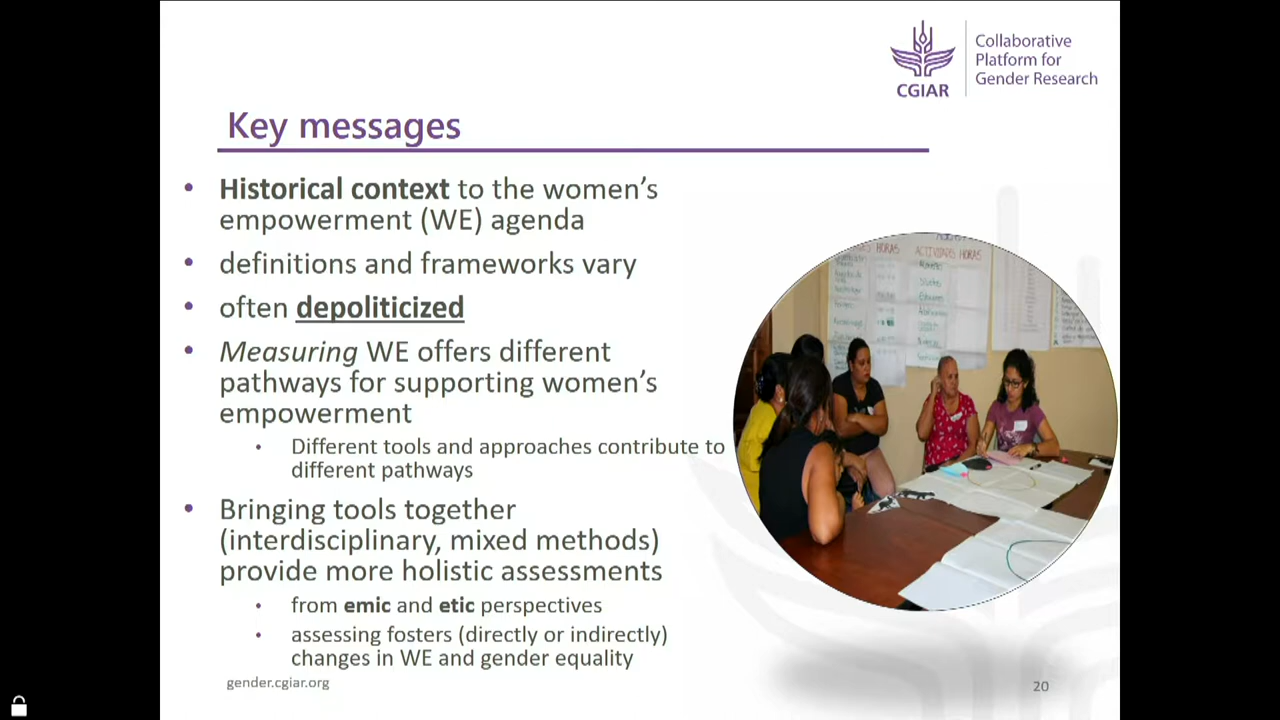 Collaborative
Platform for
Gender Research
CGIAR
Key messages
• Historical context to the women's
empowerment (WE) agenda
• definitions and frameworks vary
• often depoliticized
• Measuring WE offers different
pathways for supporting women's
empowerment
• Different tools and approaches contribute to
different pathways
• Bringing tools together
(interdisciplinary, mixed methods)
provide more holistic assessments
• from emic and etic perspectives
• assessing fosters (directly or indirectly)
changes in WE and gender equality
HORAS ACTIVIDADES HORAS
gender.cgiar.org
20